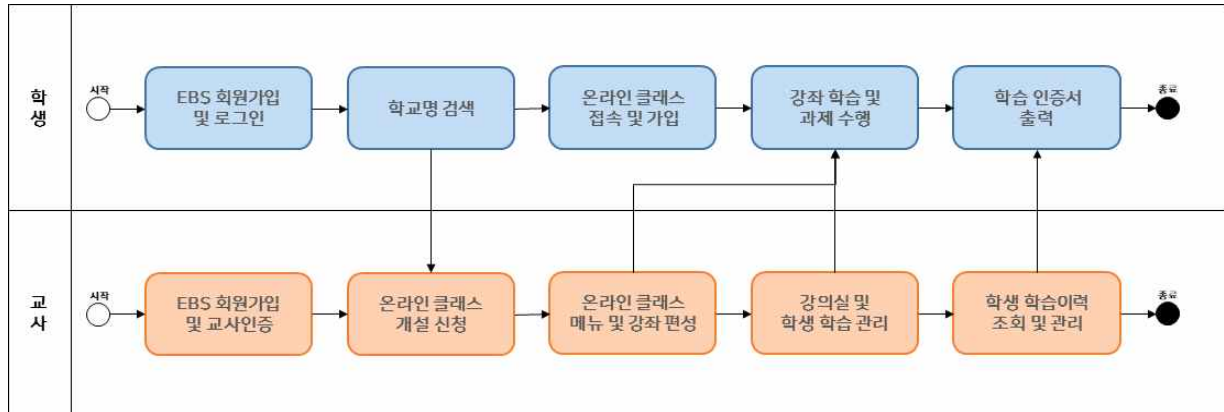 학
생
시작
EBS 회원가입
및 로그인
학교명 검색
온라인 클래스
접속 및 가입
강좌 학습 및
과제 수행
학습 인증서
출력
종료
교
사
시작
EBS 회원가입
및 교사인증
온라인 클래스
개설 신청
온라인 클래스
메뉴 및 강좌 편성
강의실 및
학생 학습 관리
학생 학습이력
조회 및 관리
종료